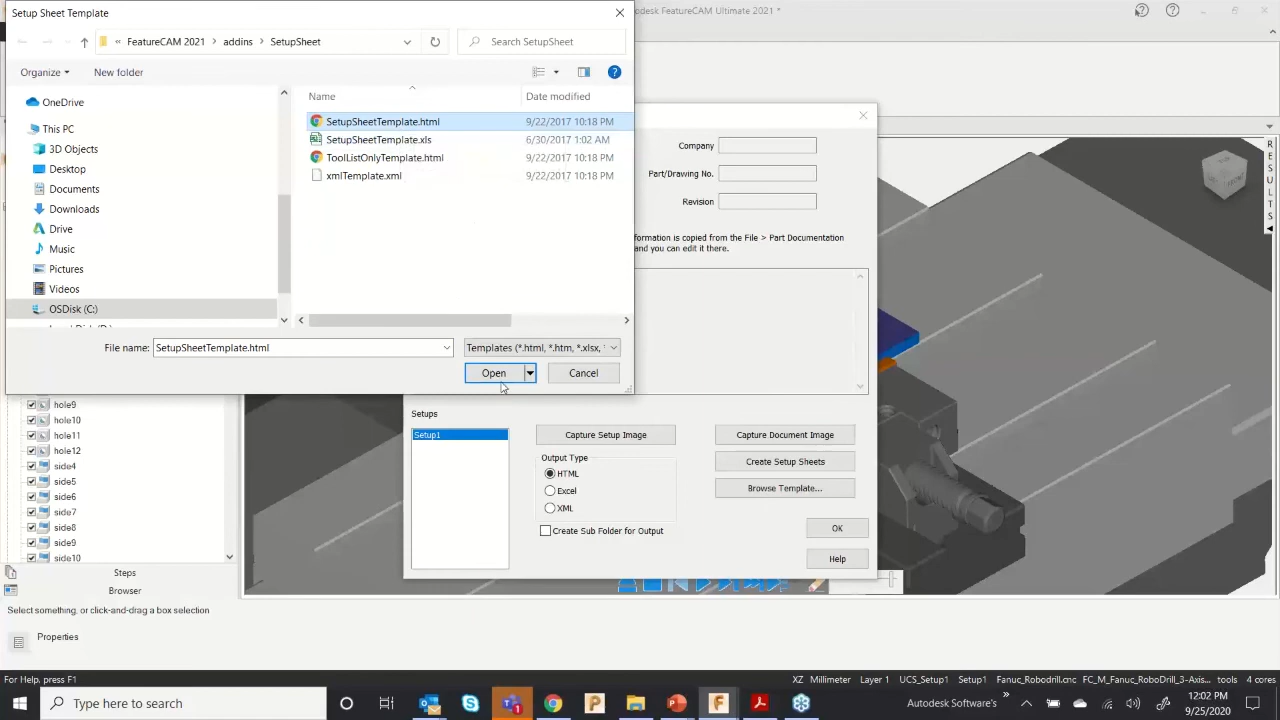 Setup Sheet Template
Autodesk FeatureCAM Ultimate 2021 *
« FeatureCAM 2021 > addins > SetupSheet
Search SetupSheet
Organize
New folder
Name
Date modified
OneDrive
This PC
3D Objects
Desktop
Documents
Downloads
Drive
Music
Pictures
Videos
OSDisk (C:)
SetupSheetTemplate.html 9/22/2017 10:18 PM
SetupSheetTemplate.xls 6/30/2017 1:02 AM
ToolListOnlyTemplate.html 9/22/2017 10:18 PM
xmlTemplate.xml 9/22/2017 10:18 PM
File name: SetupSheetTemplate.html
Templates (*.html, *.htm, *.xlsx, *
Open
Cancel
Company
Part/Drawing No.
Revision
formation is copied from the File > Part Documentation
and you can edit it there.
RESULTS
FRONT
hole9
hole10
hole11
hole12
side4
side5
side6
side7
side8
side9
side10
Setups
Setup1
Capture Setup Image
Output Type
HTML
Excel
XML
Create Sub Folder for Output
Capture Document Image
Create Setup Sheets
Browse Template...
OK
Help
Steps
Browser
Select something, or click-and-drag a box selection
Properties
For Help, press F1
XZ Millimeter Layer 1 UCS_Setup1 Setup1 Fanuc_Robodrill.cnc FC_M_Fanuc_RoboDrill_3-Axis... tools 4 cores
Type here to search
Autodesk Software's
12:02 PM
9/25/2020